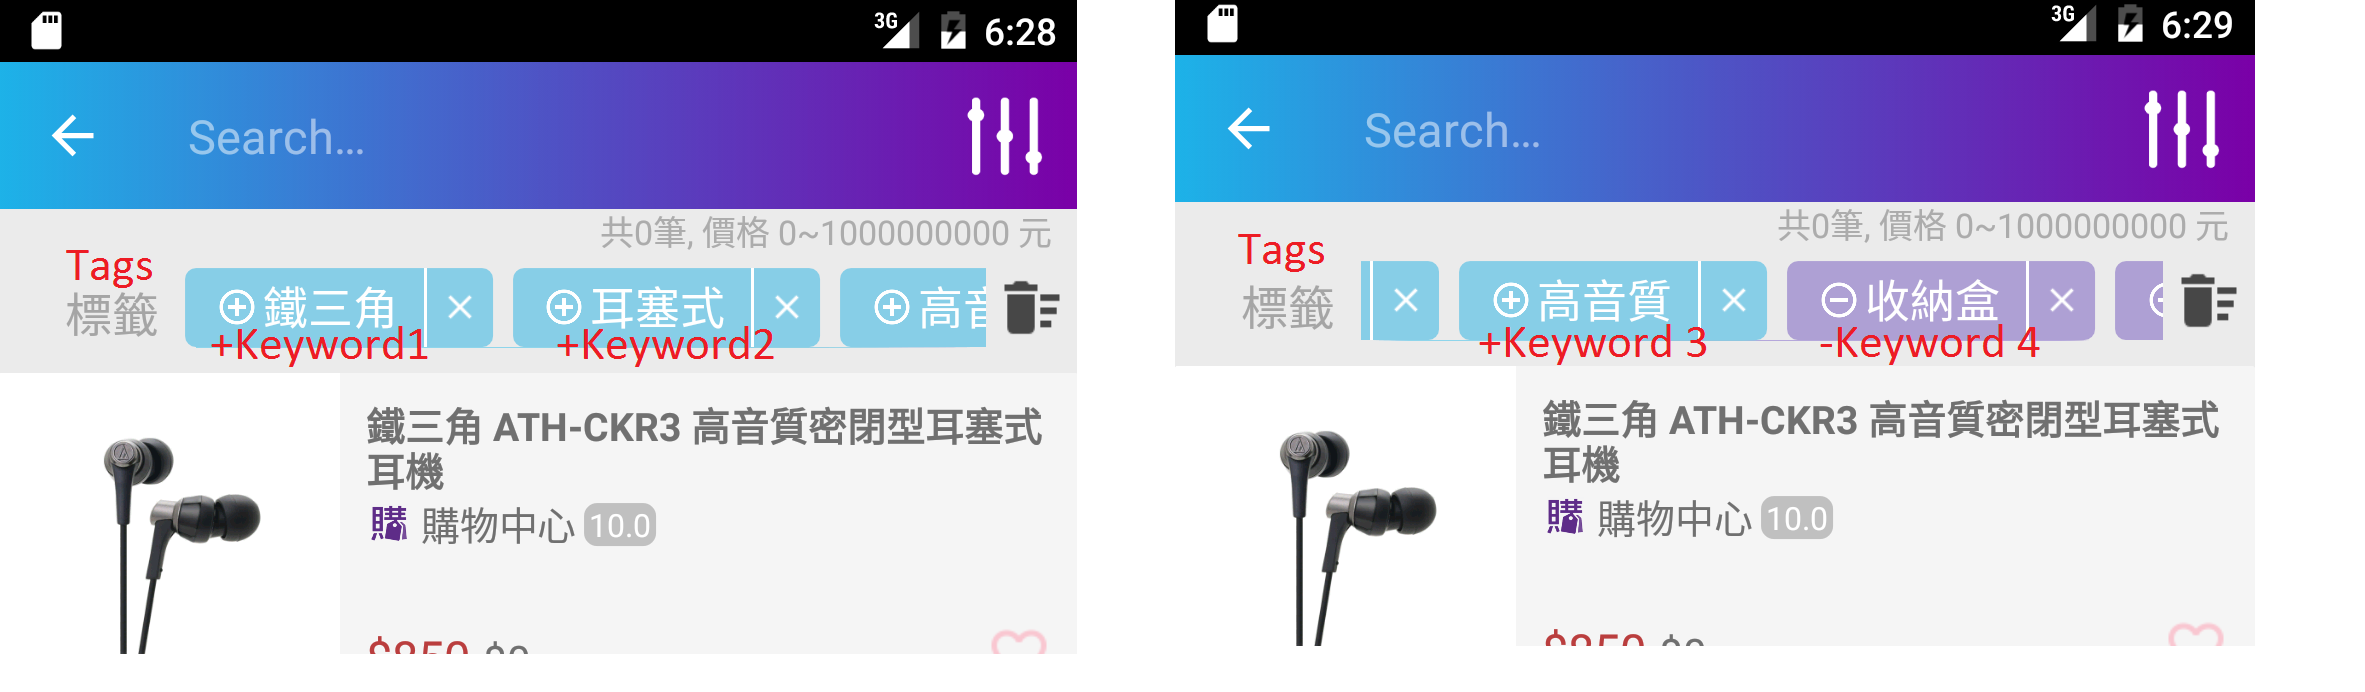 3G 6:28
Search...
共0筆, 價格 0~1000000000 元
Tags
標籤
鐵三角 × 耳塞式 × 高音
+Keyword1 +Keyword2
鐵三角 ATH-CKR3 高音質密閉型耳塞式
耳機
購 購物中心 10.0
$850 $0
3G 6:29
Search...
共0筆, 價格 0~1000000000 元
Tags
標籤
× 高音質 × 收納盒 ×
+Keyword 3 -Keyword 4
鐵三角 ATH-CKR3 高音質密閉型耳塞式
耳機
購 購物中心 10.0